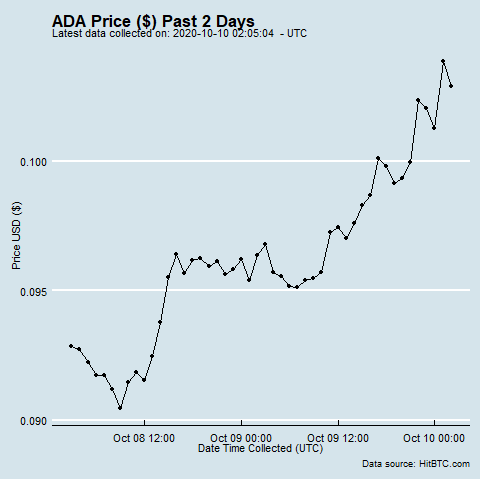 ADA Price ($) Past 2 Days
Latest data collected on: 2020-10-10 02:05:04 - UTC
Price USD ($)
0.100
0.095
0.090
Oct 08 12:00 Oct 09 00:00 Oct 09 12:00 Oct 10 00:00
Date Time Collected (UTC)
Data source: HitBTC.com